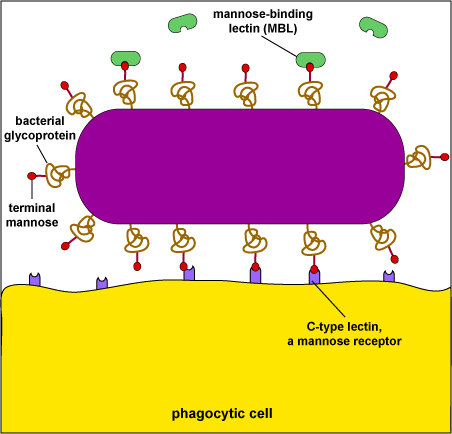 mannose-binding
lectin (MBL)
bacterial
glycoprotein
terminal
mannose
C-type lectin,
a mannose receptor
phagocytic cell